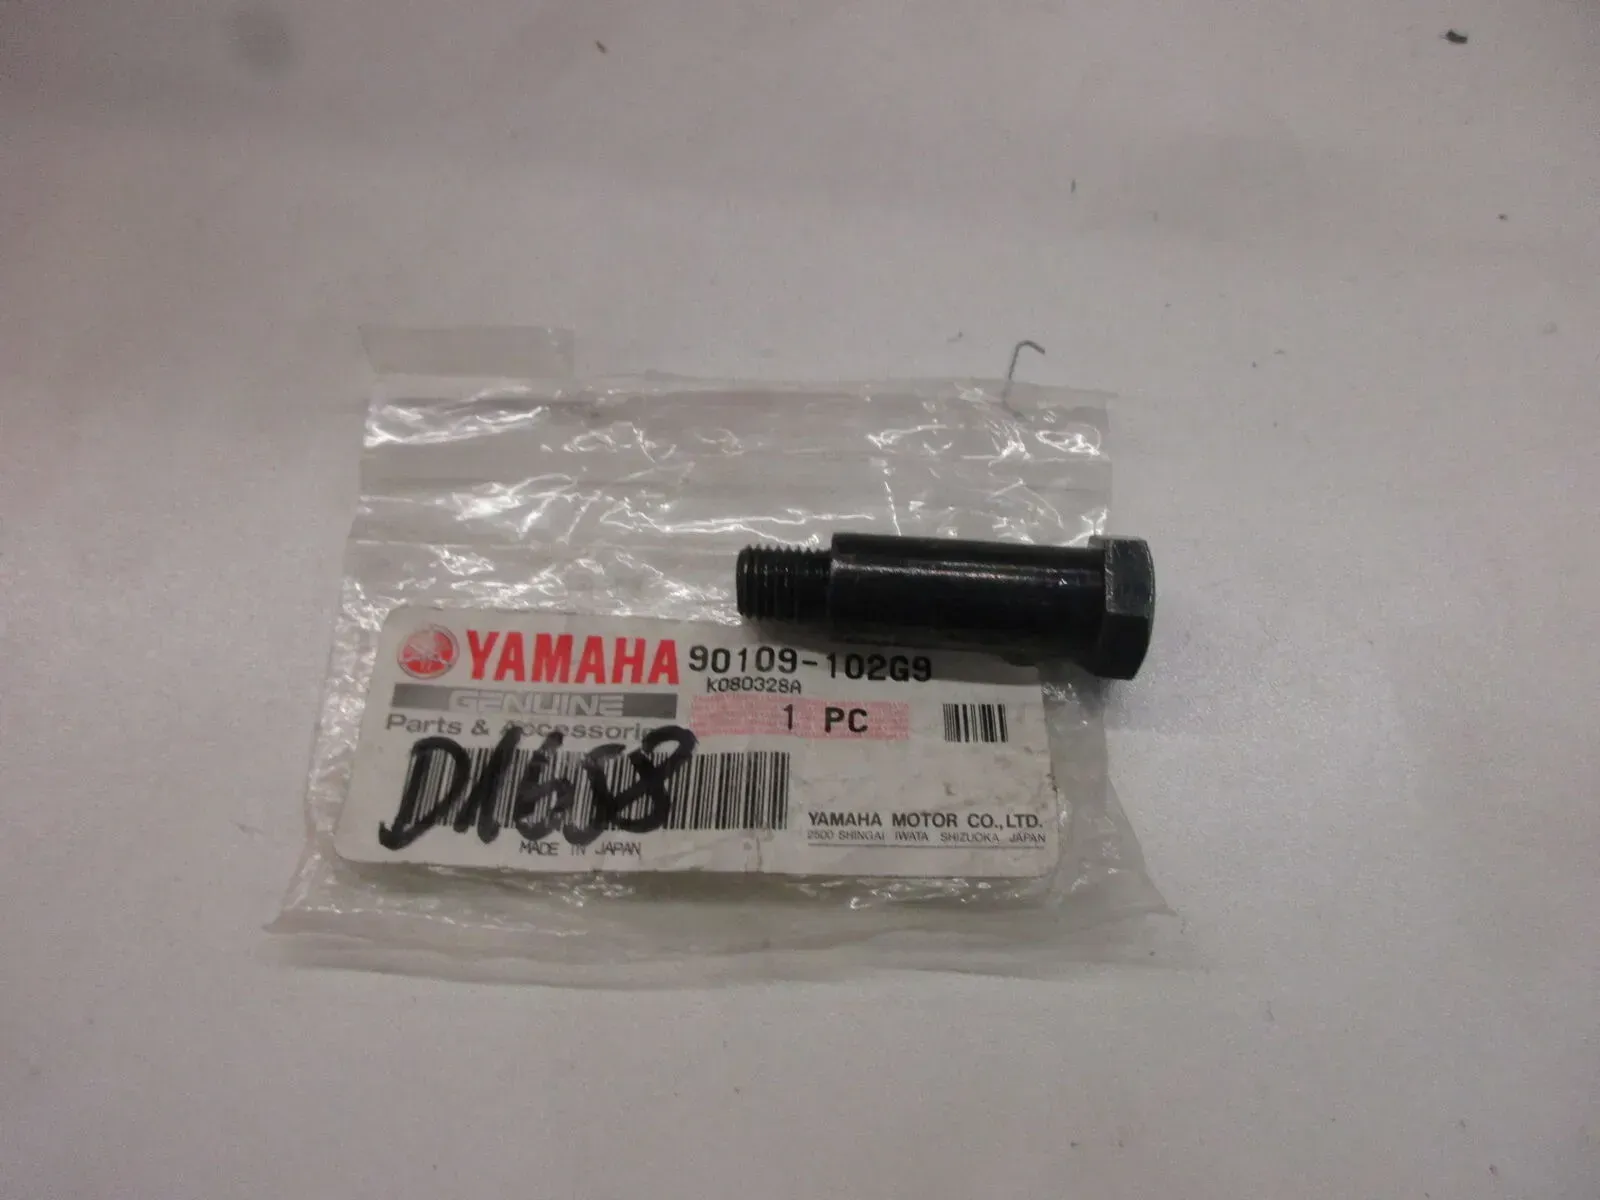 YAMAHA 90109-102G9
GENUINE K080328A
Parts & Accessorie 1 PC
D1658
YAMAHA MOTOR CO.,LTD.
2500 SHINGAI IWATA SHIZUOKA JAPAN
MADE IN JAPAN